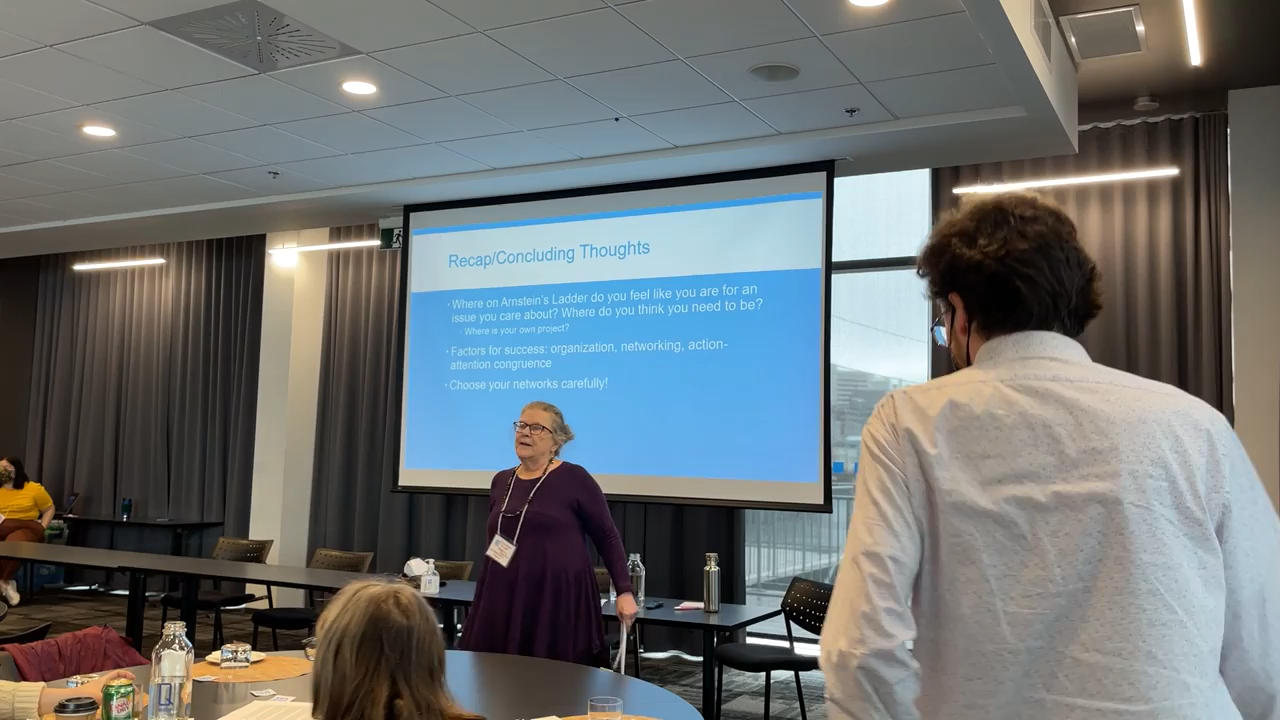 Recap/Concluding Thoughts
· Where on Arnstein's Ladder do you feel like you are for an
issue you care about? Where do you think you need to be?
· Where is your own project?
· Factors for success: organization, networking, action-
attention congruence
· Choose your networks carefully!